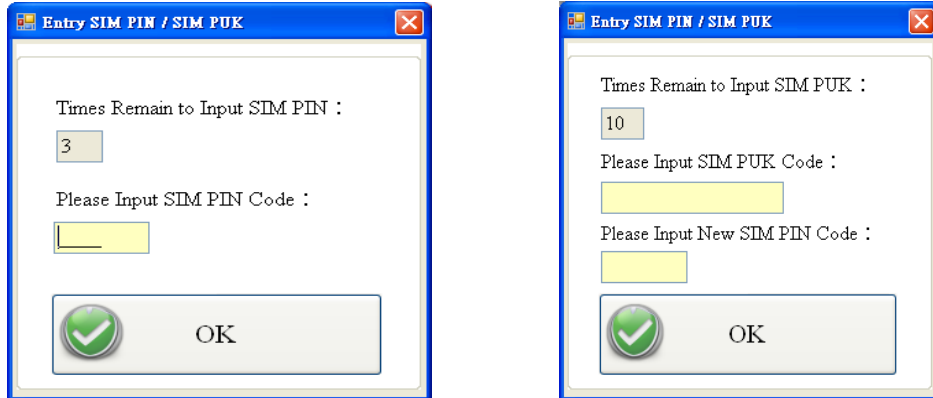 Entry SIM PIN / SIM PUK
Times Remain to Input SIM PIN：
3
Please Input SIM PIN Code：
____
OK
Entry SIM PIN / SIM PUK
Times Remain to Input SIM PUK：
10
Please Input SIM PUK Code：
Please Input New SIM PIN Code：
OK